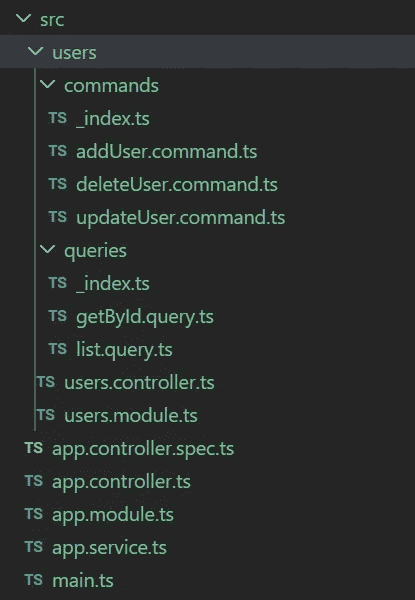 src
users
commands
TS _index.ts
TS addUser.command.ts
TS deleteUser.command.ts
TS updateUser.command.ts
queries
TS _index.ts
TS getById.query.ts
TS list.query.ts
TS users.controller.ts
TS users.module.ts
TS app.controller.spec.ts
TS app.controller.ts
TS app.module.ts
TS app.service.ts
TS main.ts